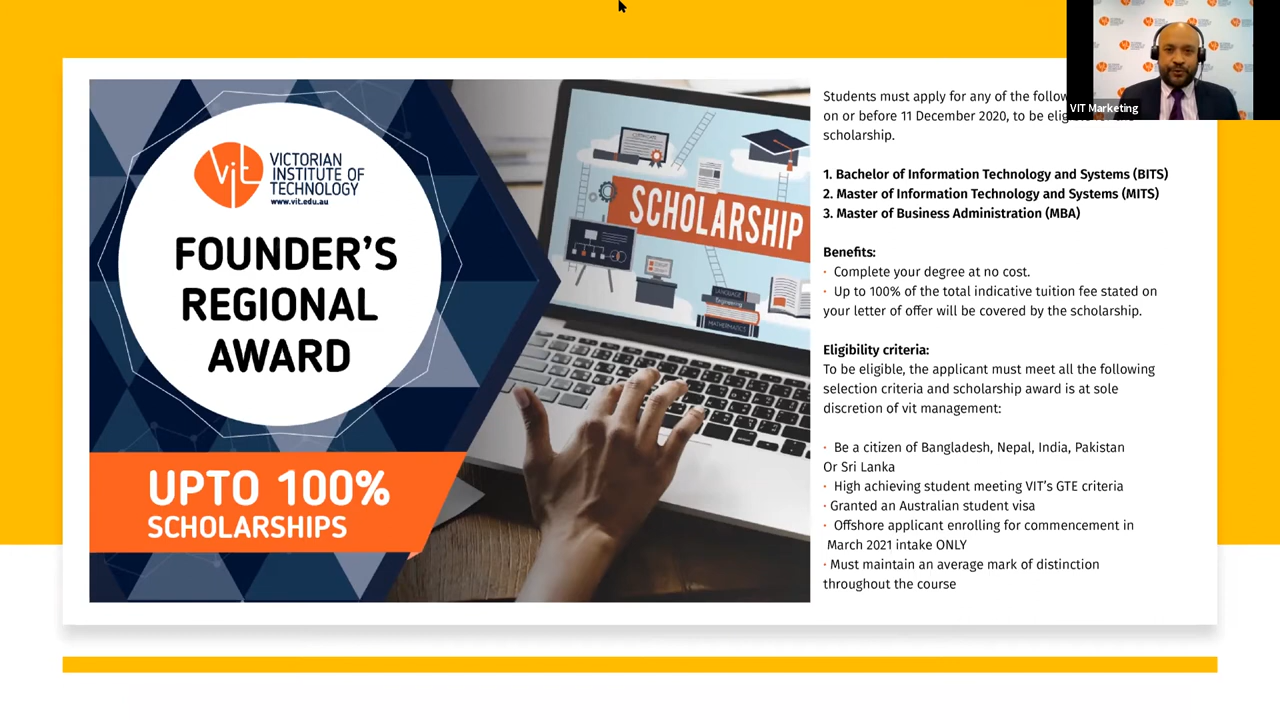 VICTORIAN
INSTITUTE OF
TECHNOLOGY
www.vit.edu.au
FOUNDER'S
REGIONAL
AWARD
UPTO 100%
SCHOLARSHIPS
SCHOLARSHIP
CERTIFICATE
LANGUAGE
Engineering
MATHEMATICS
VIT Marketing
Students must apply for any of the follow
on or before 11 December 2020, to be
scholarship.
1. Bachelor of Information Technology and Systems (BITS)
2. Master of Information Technology and Systems (MITS)
3. Master of Business Administration (MBA)
Benefits:
· Complete your degree at no cost.
· Up to 100% of the total indicative tuition fee stated on
your letter of offer will be covered by the scholarship.
Eligibility criteria:
To be eligible, the applicant must meet all the following
selection criteria and scholarship award is at sole
discretion of vit management:
· Be a citizen of Bangladesh, Nepal, India, Pakistan
Or Sri Lanka
· High achieving student meeting VIT's GTE criteria
· Granted an Australian student visa
· Offshore applicant enrolling for commencement in
March 2021 intake ONLY
· Must maintain an average mark of distinction
throughout the course